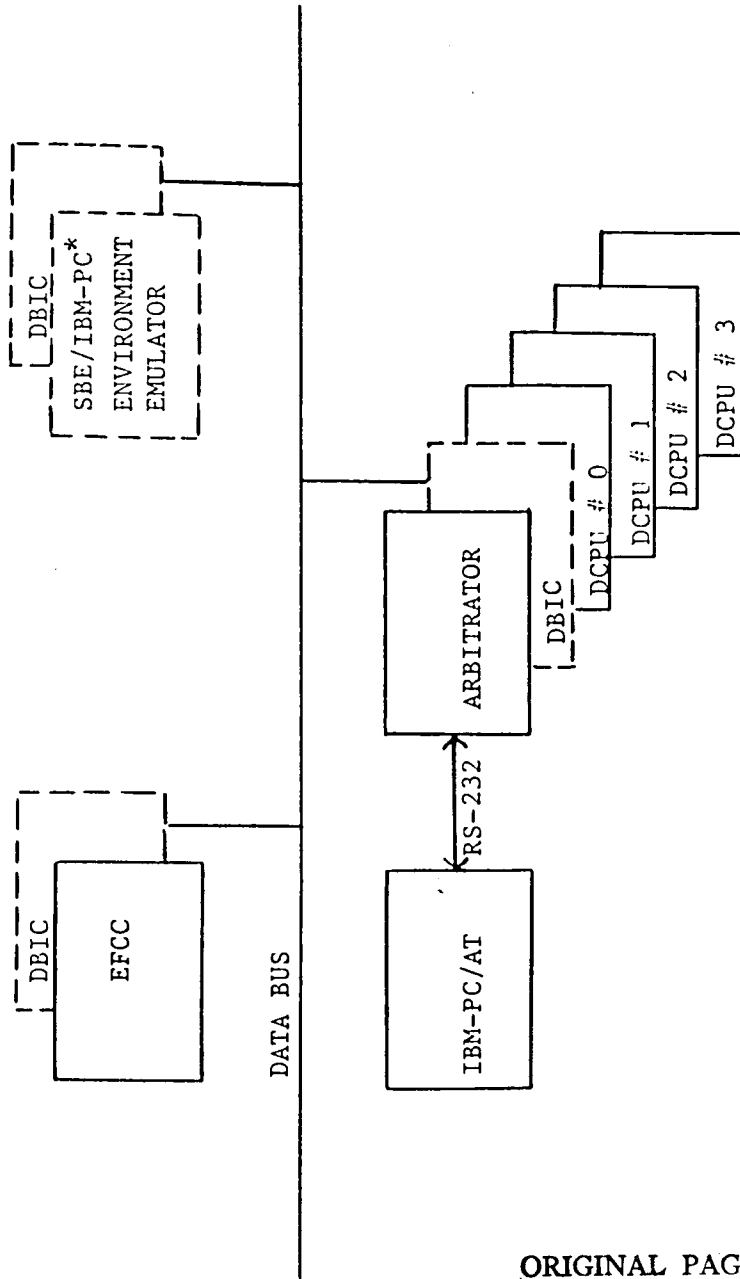 DBIC
EFCC
DBIC
SBE/IBM-PC*
ENVIRONMENT
EMULATOR
DATA BUS
IBM-PC/AT
RS-232
ARBITRATOR
DBIC
DCPU # 0
DCPU # 1
DCPU # 2
DCPU # 3
ORIGINAL PAG